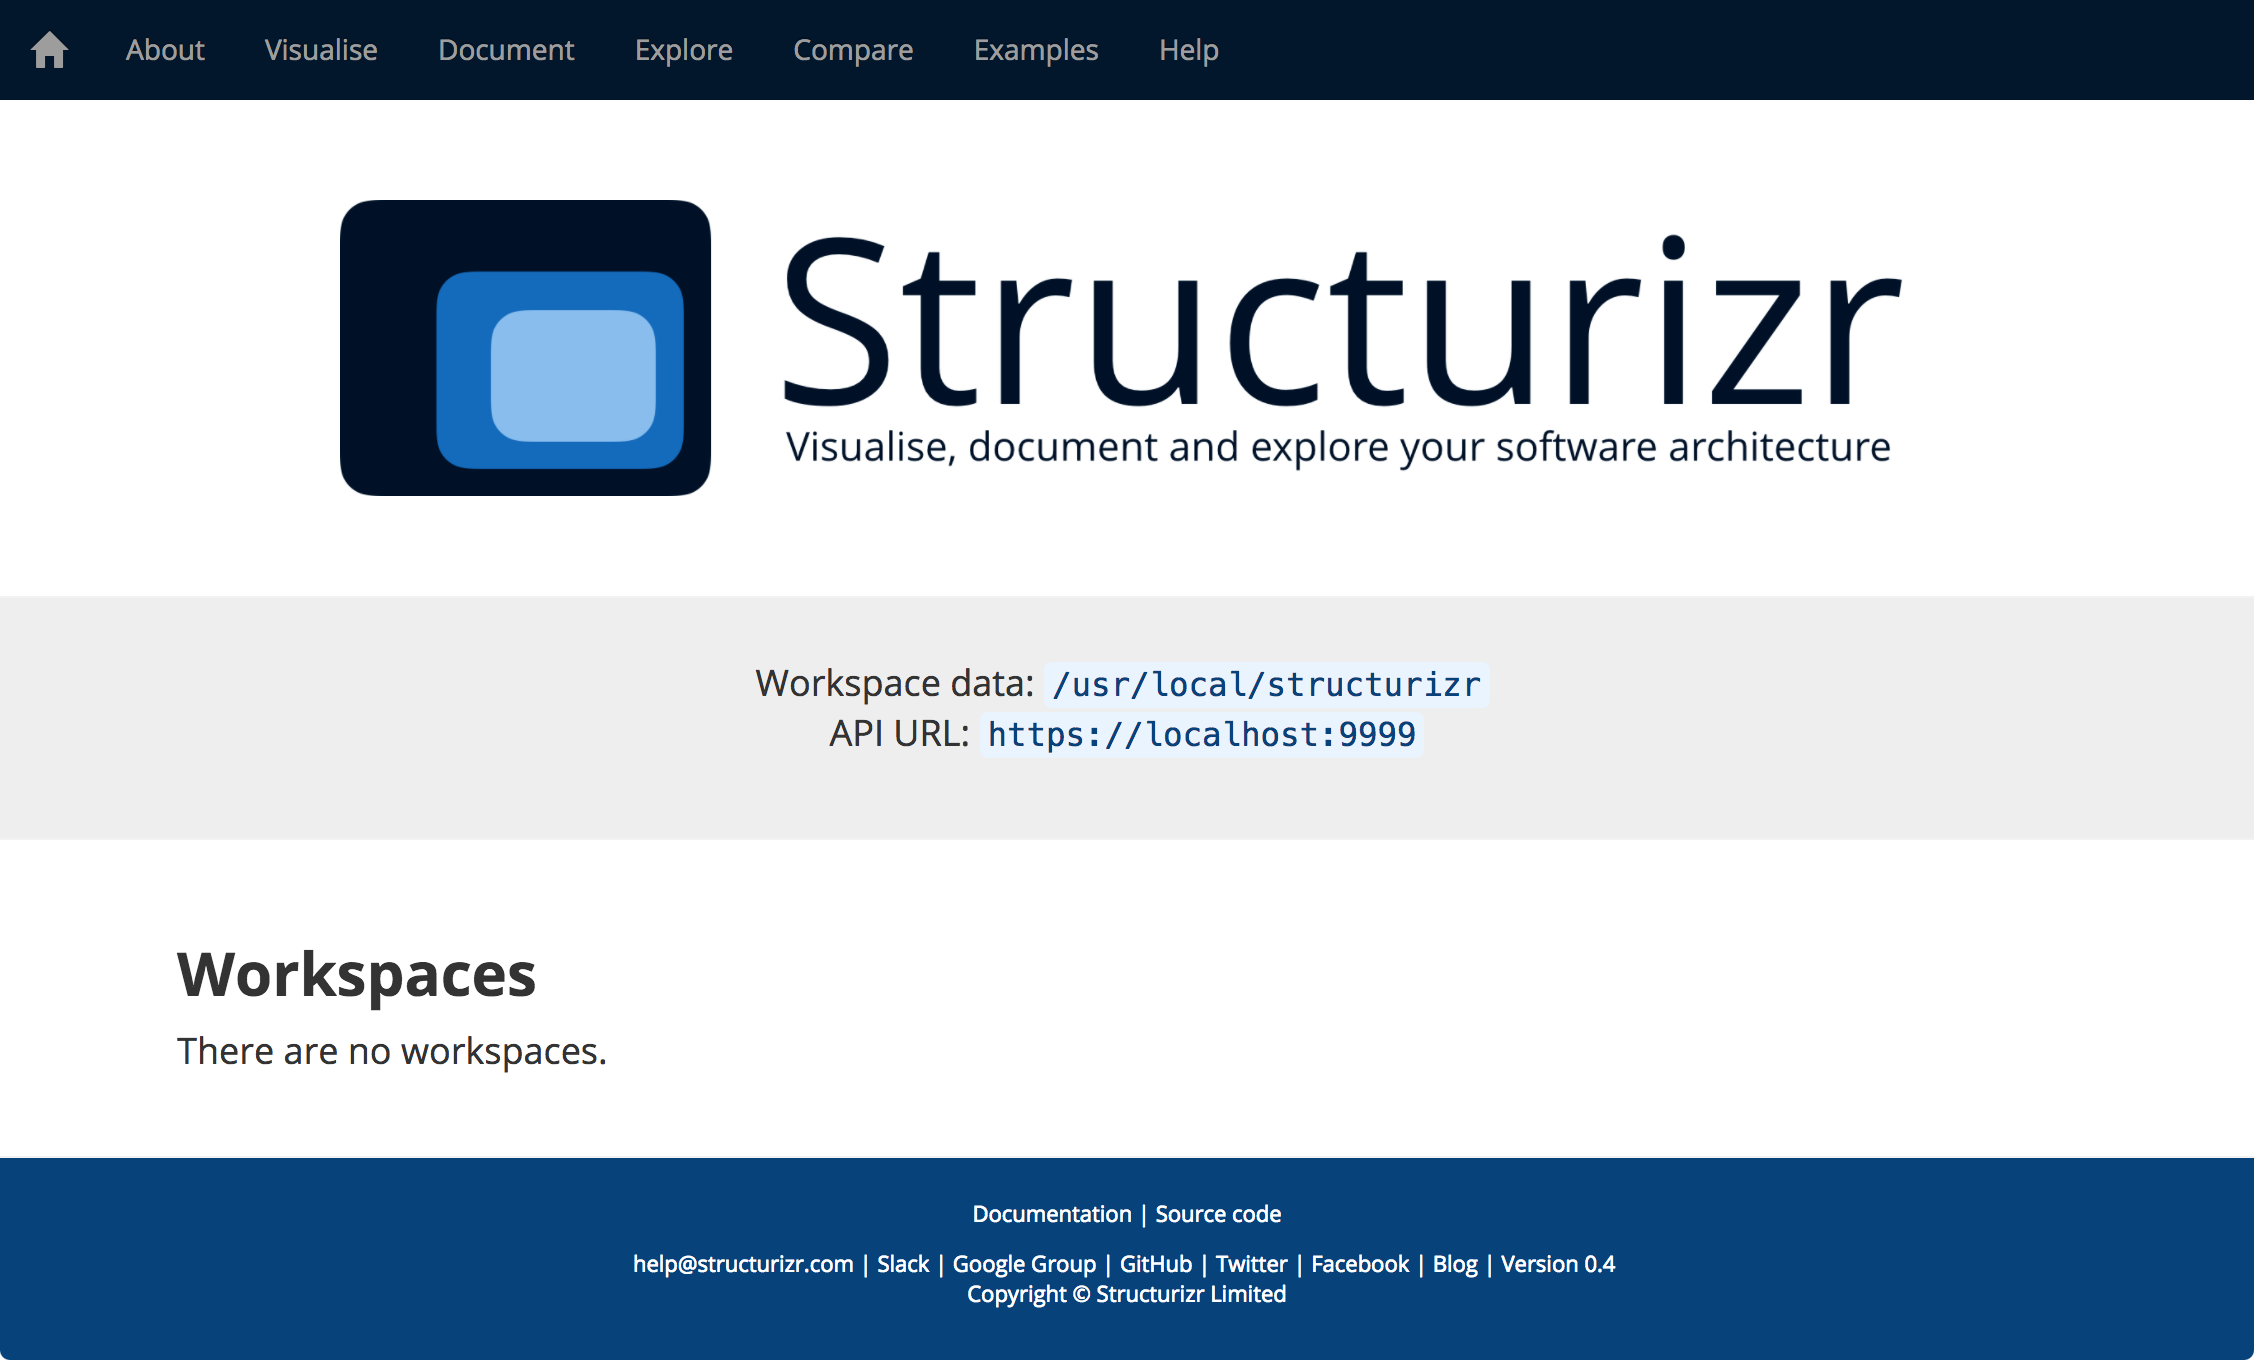 About Visualise Document Explore Compare Examples Help
Structurizr
Visualise, document and explore your software architecture
Workspace data: /usr/local/structurizr
API URL: https://localhost:9999
Workspaces
There are no workspaces.
Documentation | Source code
help@structurizr.com | Slack | Google Group | GitHub | Twitter | Facebook | Blog | Version 0.4
Copyright © Structurizr Limited